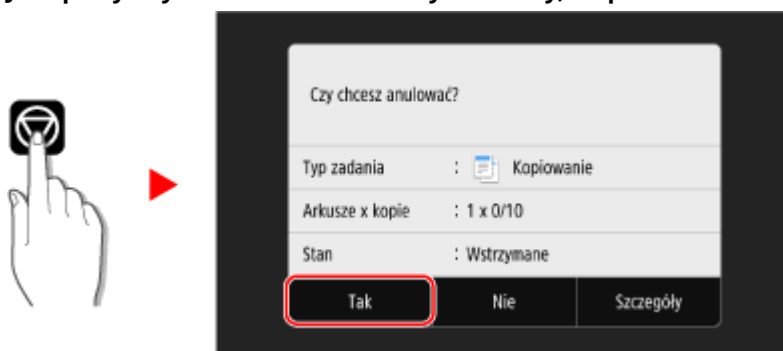 Czy chcesz anulować?
Typ zadania : Kopiowanie
Arkusze x kopie : 1 x 0/10
Stan : Wstrzymane
Tak Nie Szczegóły